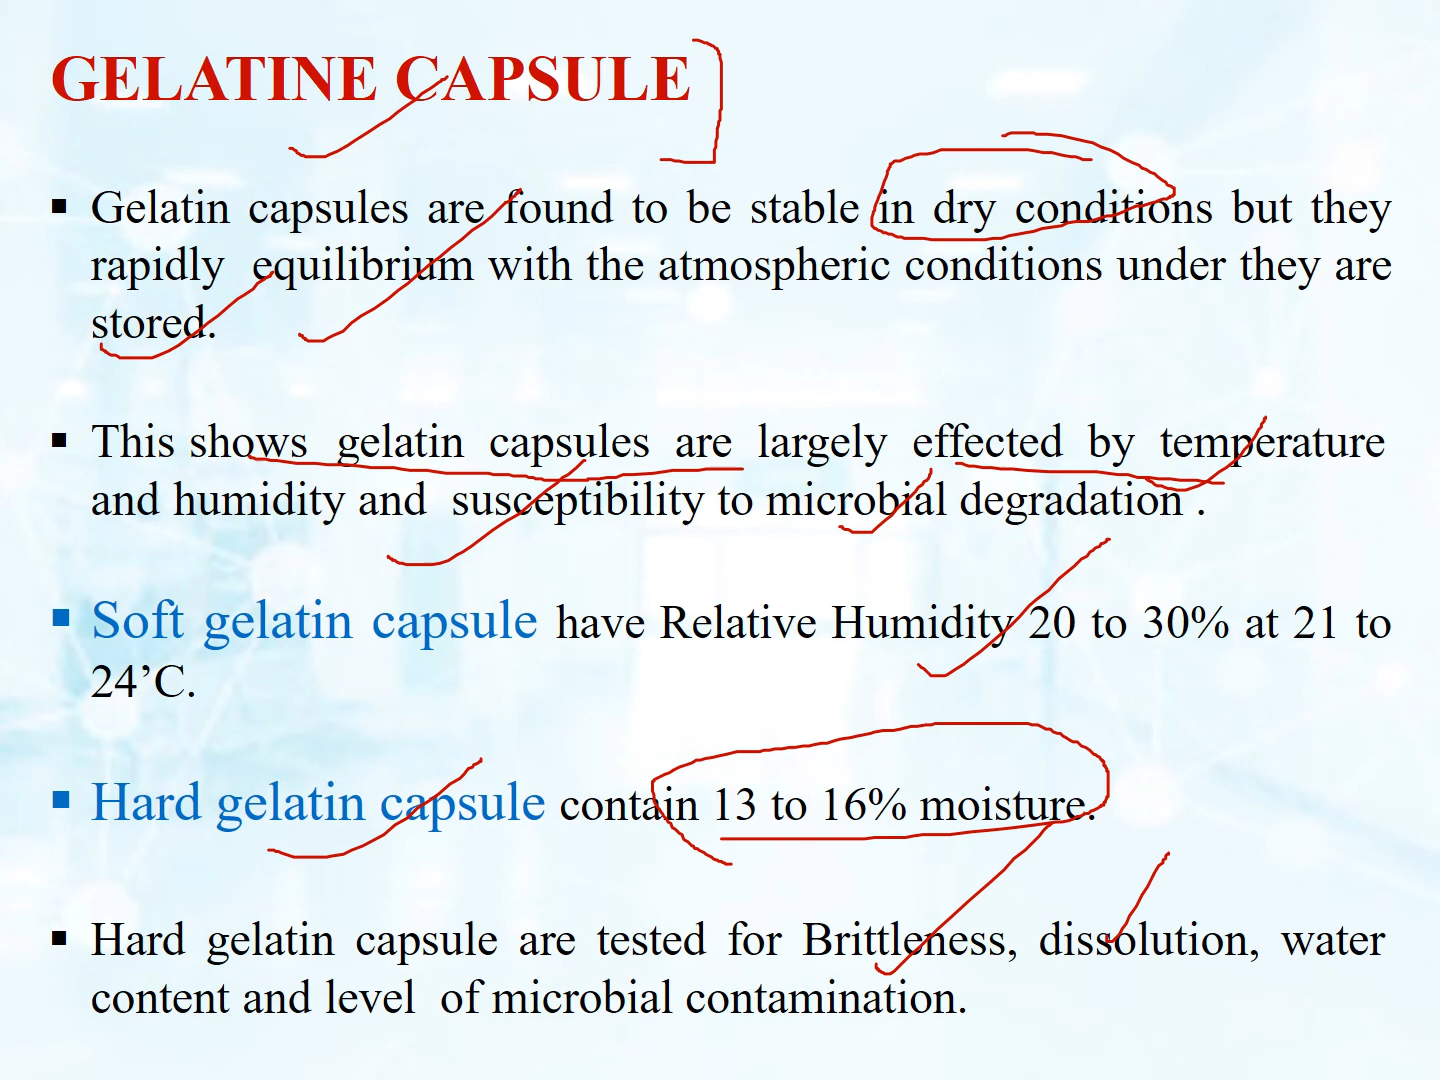 GELATINE CAPSULE
▪ Gelatin capsules are found to be stable in dry conditions but they
rapidly equilibrium with the atmospheric conditions under they are
stored.
▪ This shows gelatin capsules are largely effected by temperature
and humidity and susceptibility to microbial degradation .
▪ Soft gelatin capsule have Relative Humidity 20 to 30% at 21 to
24’C.
▪ Hard gelatin capsule contain 13 to 16% moisture.
▪ Hard gelatin capsule are tested for Brittleness, dissolution, water
content and level of microbial contamination.